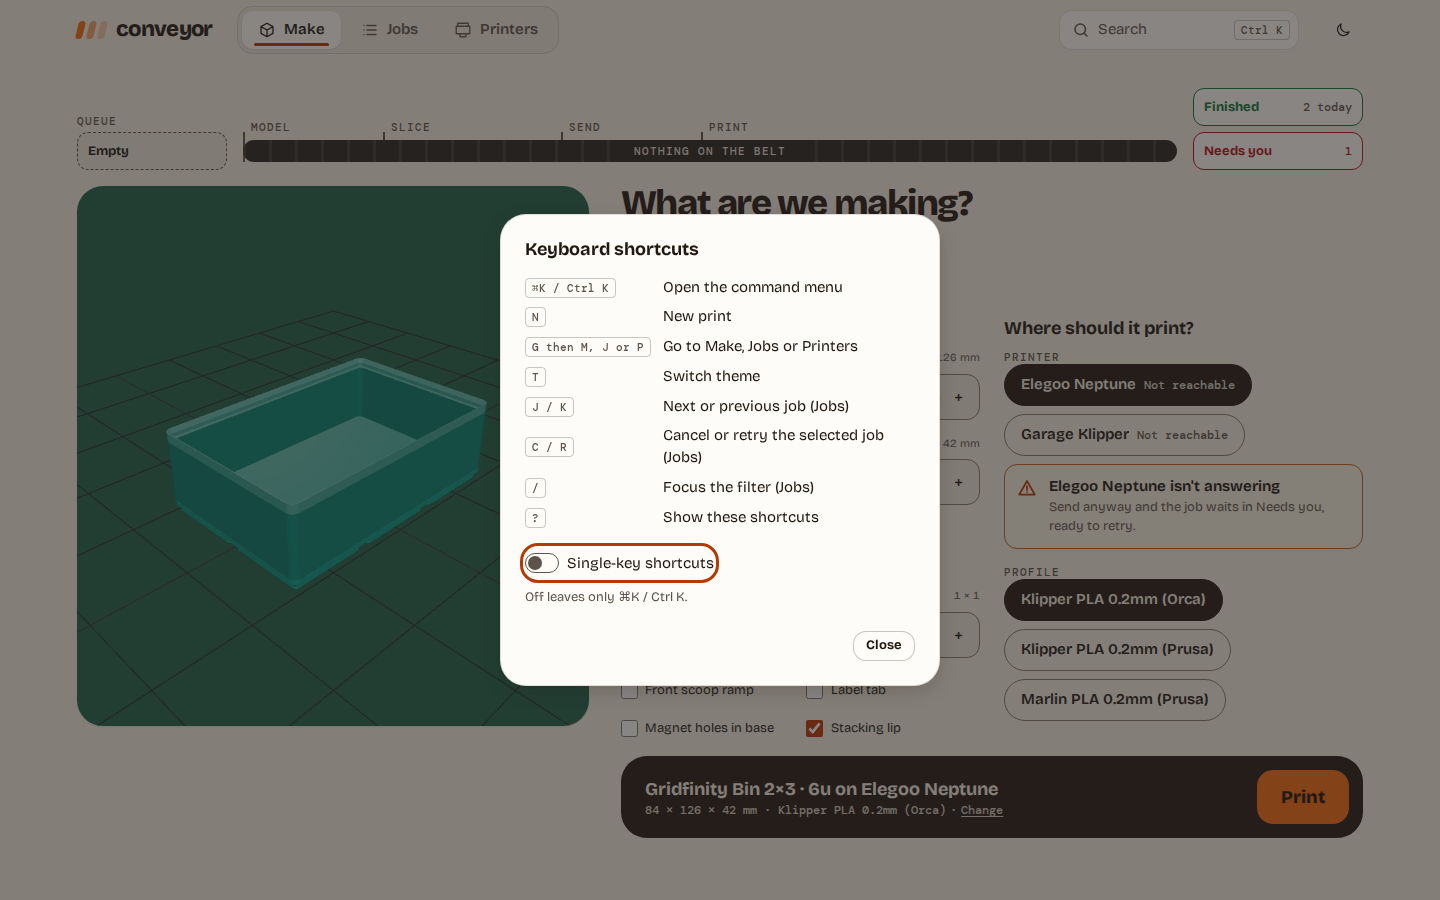 conveyor
Make
Jobs
Printers
Search
Ctrl K
QUEUE
Empty
MODEL
SLICE
SEND
PRINT
NOTHING ON THE BELT
Finished 2 today
Needs you 1
What are we making?
Keyboard shortcuts
⌘K / Ctrl K Open the command menu
N New print
G then M, J or P Go to Make, Jobs or Printers
T Switch theme
J / K Next or previous job (Jobs)
C / R Cancel or retry the selected job
(Jobs)
/ Focus the filter (Jobs)
? Show these shortcuts
Single-key shortcuts
Off leaves only ⌘K / Ctrl K.
Close
126 mm
+
42 mm
+
1 × 1
+
Front scoop ramp
Label tab
Magnet holes in base
Stacking lip
Where should it print?
PRINTER
Elegoo Neptune Not reachable
Garage Klipper Not reachable
Elegoo Neptune isn't answering
Send anyway and the job waits in Needs you,
ready to retry.
PROFILE
Klipper PLA 0.2mm (Orca)
Klipper PLA 0.2mm (Prusa)
Marlin PLA 0.2mm (Prusa)
Gridfinity Bin 2×3 · 6u on Elegoo Neptune
84 × 126 × 42 mm · Klipper PLA 0.2mm (Orca) · Change
Print